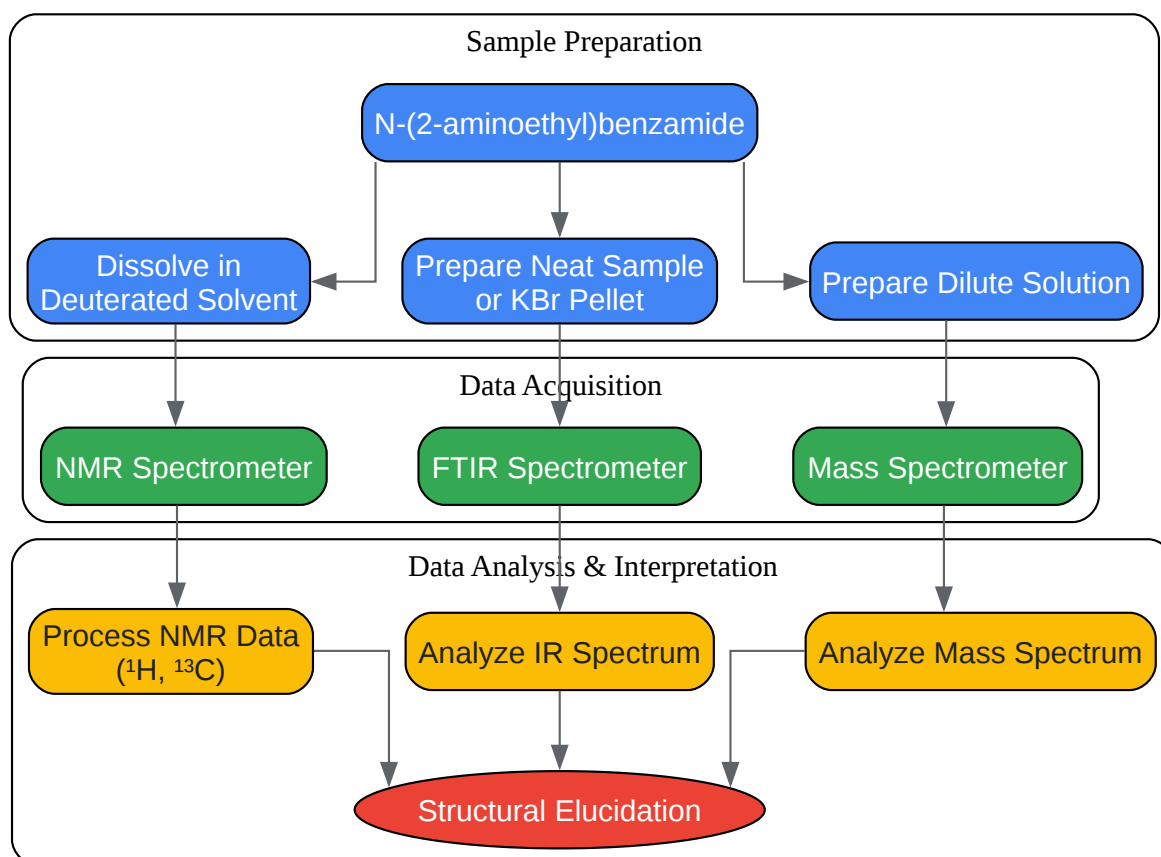 Sample Preparation
N-(2-aminoethyl)benzamide
Dissolve in
Deuterated Solvent
Prepare Neat Sample
or KBr Pellet
Prepare Dilute Solution
Data Acquisition
NMR Spectrometer
FTIR Spectrometer
Mass Spectrometer
Data Analysis & Interpretation
Process NMR Data
(¹H, ¹³C)
Analyze IR Spectrum
Analyze Mass Spectrum
Structural Elucidation